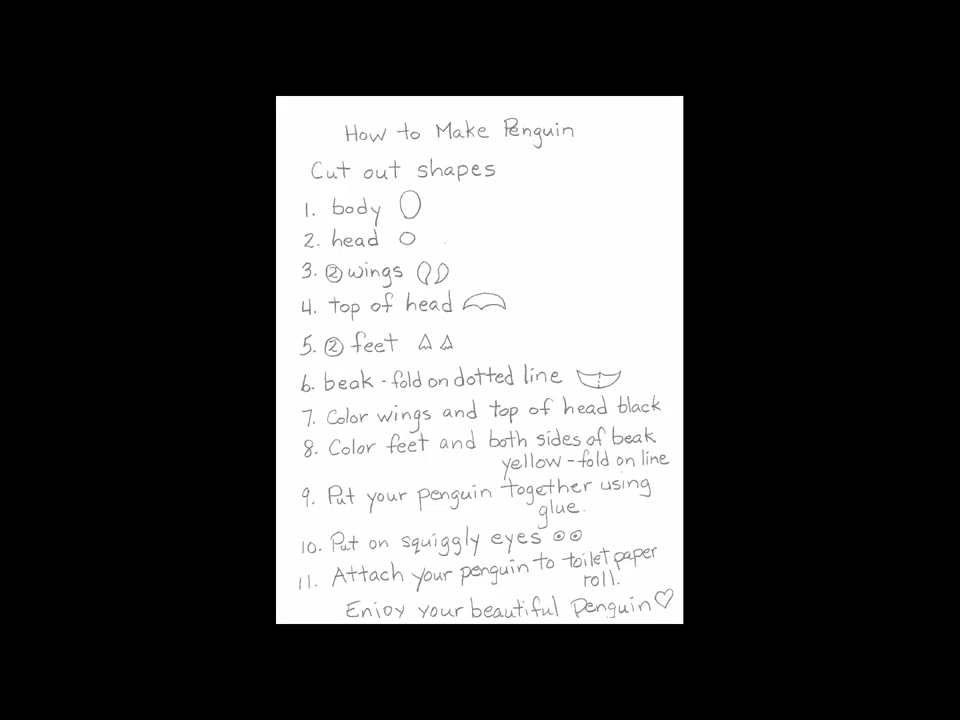 How to Make Penguin
Cut out shapes
1. body
2. head
3. ② wings
4. top of head
5. ② feet
6. beak - fold on dotted line
7. Color wings and top of head black
8. Color feet and both sides of beak
yellow - fold on line
9. Put your penguin together using
glue.
10. Put on squiggly eyes
11. Attach your penguin to toilet paper
roll.
Enjoy your beautiful Penguin♡